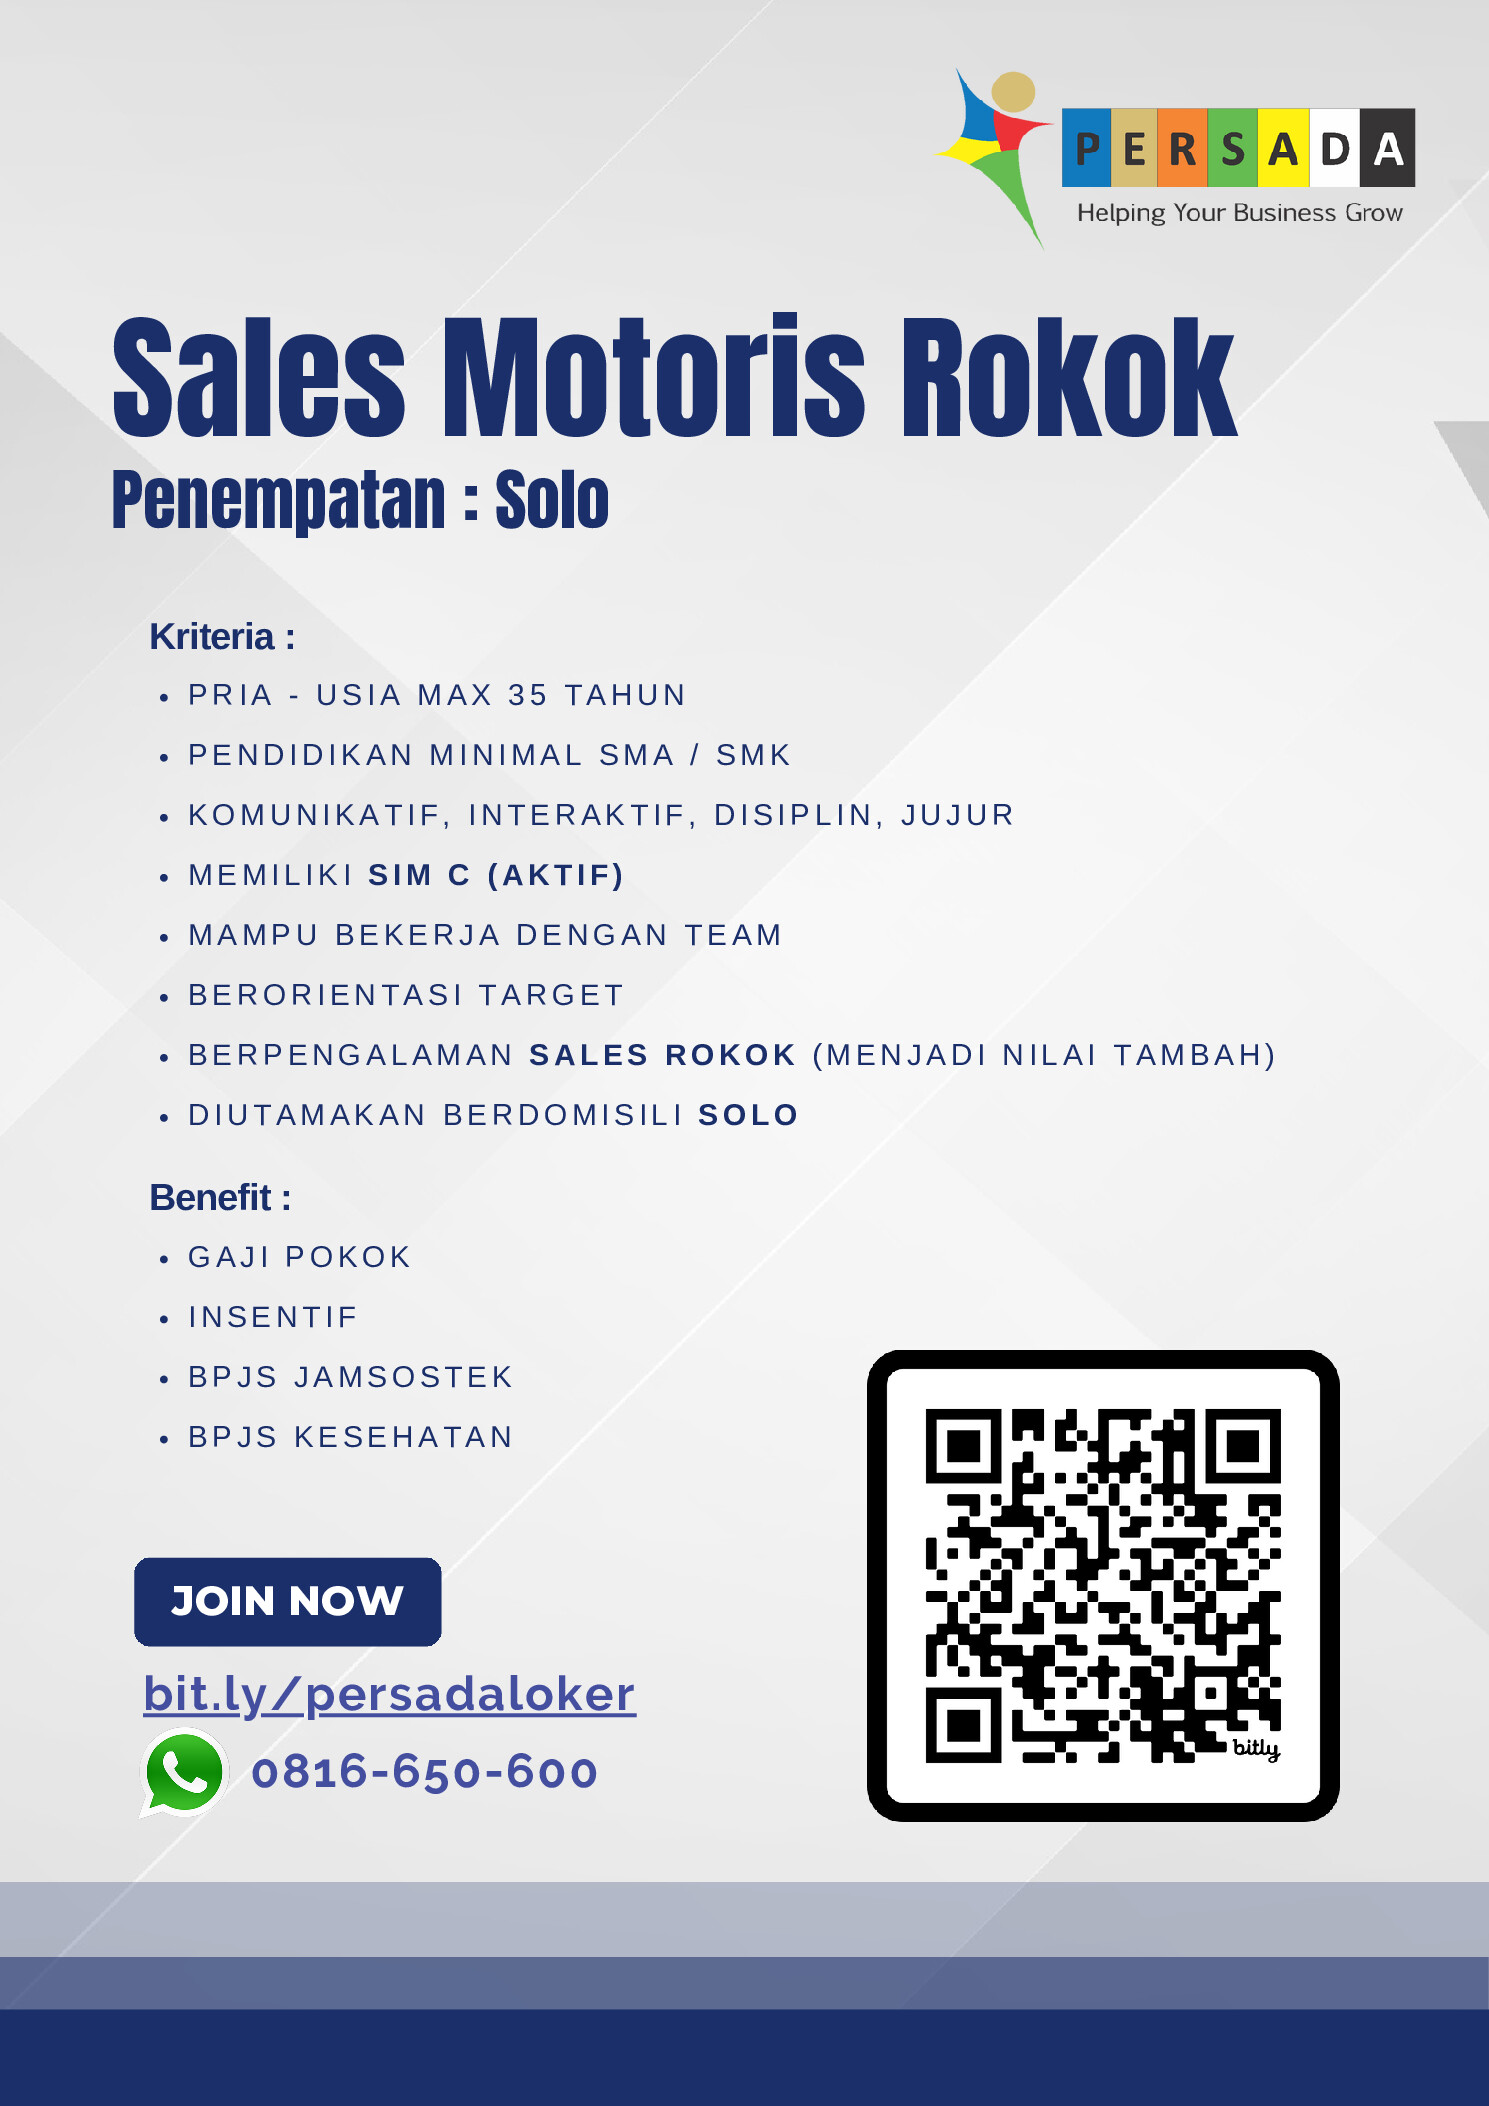 PERSADA
Helping Your Business Grow
Sales Motoris Rokok
Penempatan : Solo
Kriteria :
• PRIA - USIA MAX 35 TAHUN
• PENDIDIKAN MINIMAL SMA / SMK
• KOMUNIKATIF, INTERAKTIF, DISIPLIN, JUJUR
• MEMILIKI SIM C (AKTIF)
• MAMPU BEKERJA DENGAN TEAM
• BERORIENTASI TARGET
• BERPENGALAMAN SALES ROKOK (MENJADI NILAI TAMBAH)
• DIUTAMAKAN BERDOMISILI SOLO
Benefit :
• GAJI POKOK
• INSENTIF
• BPJS JAMSOSTEK
• BPJS KESEHATAN
JOIN NOW
bit.ly/persadaloker
0816-650-600
bitly